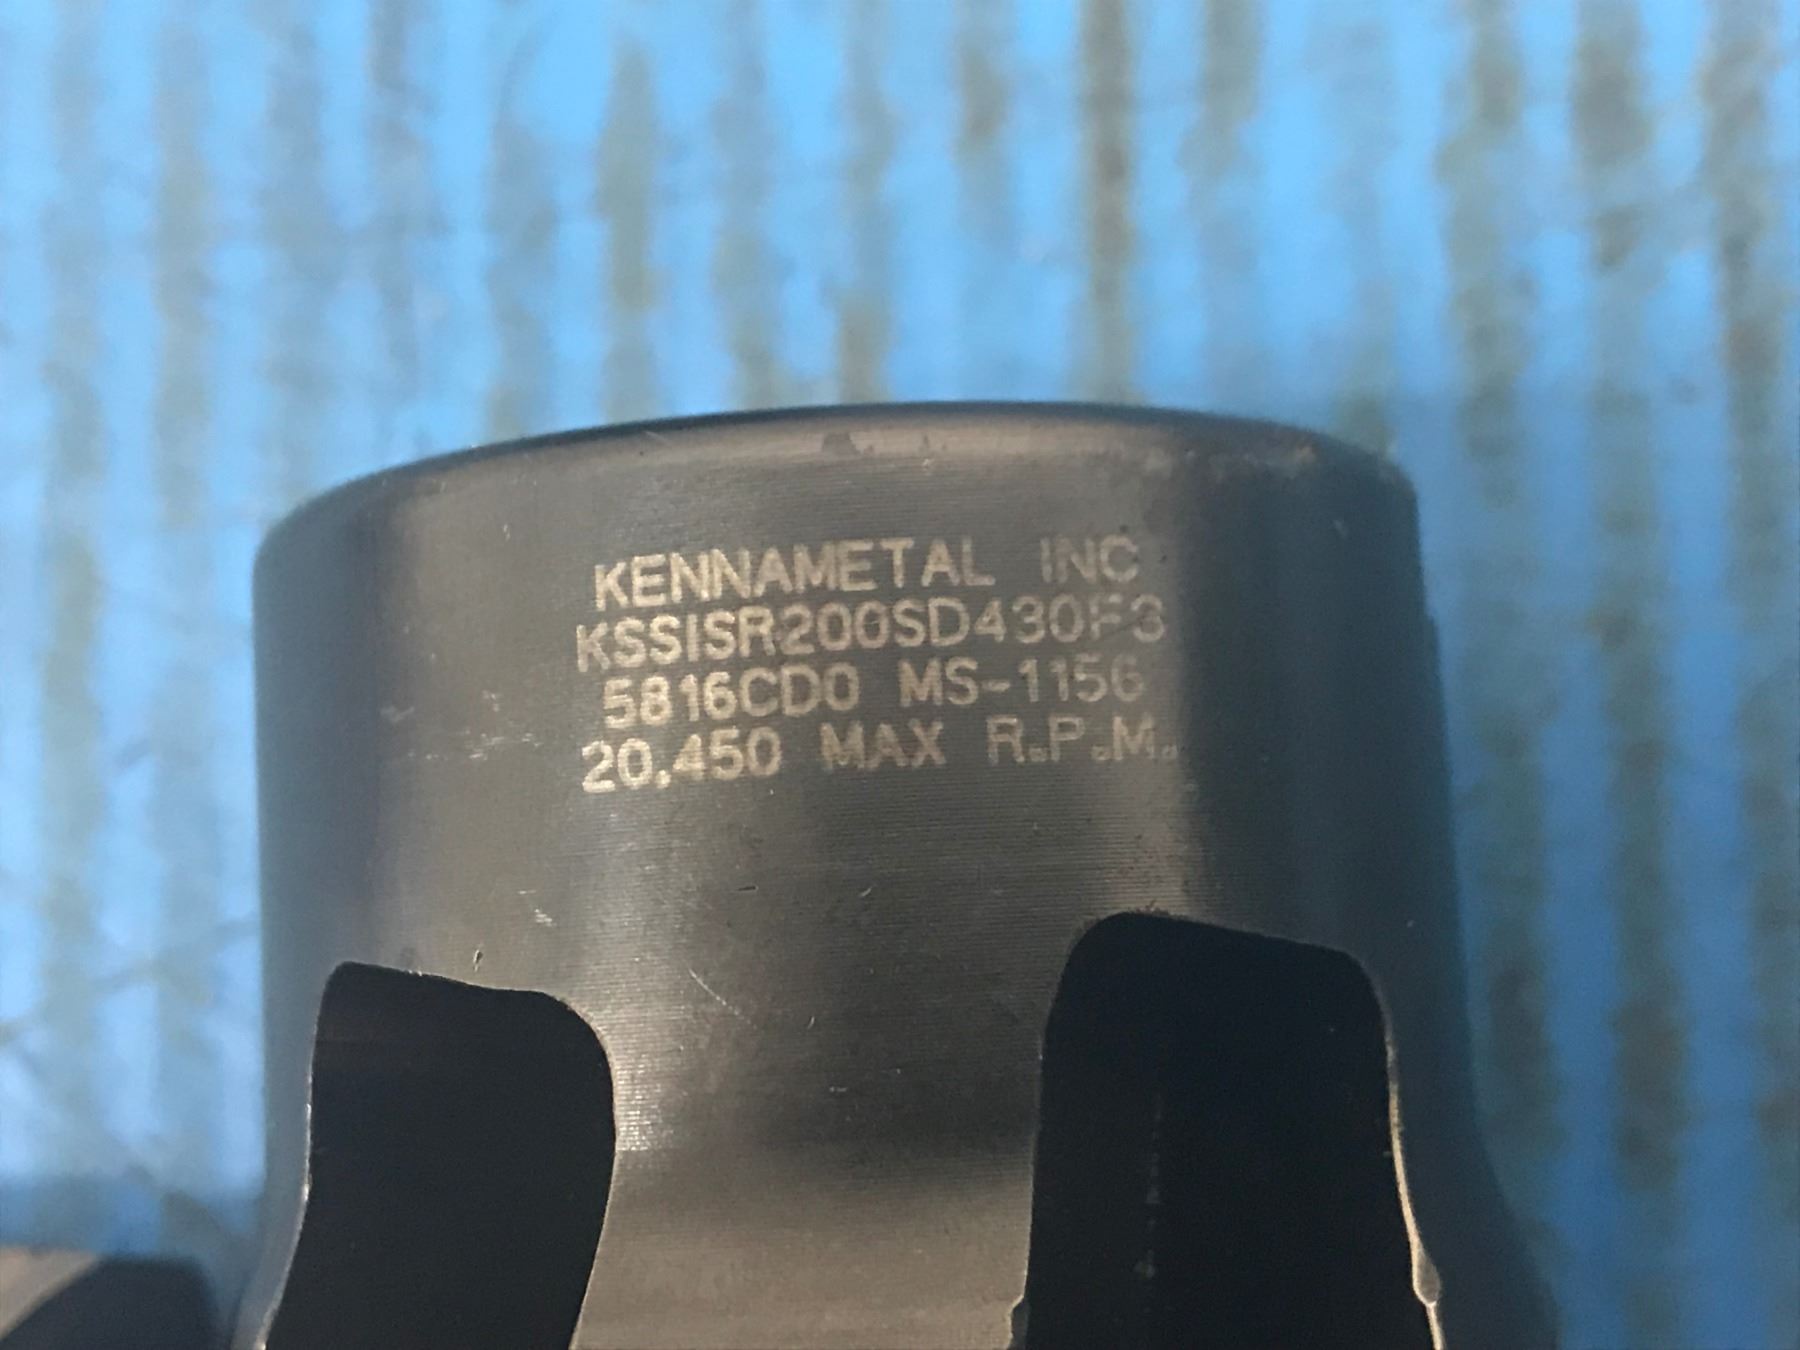 KENNAMETAL INC
KSSISR200SD430F3
5816CD0 MS-1156
20,450 MAX R.P.M.